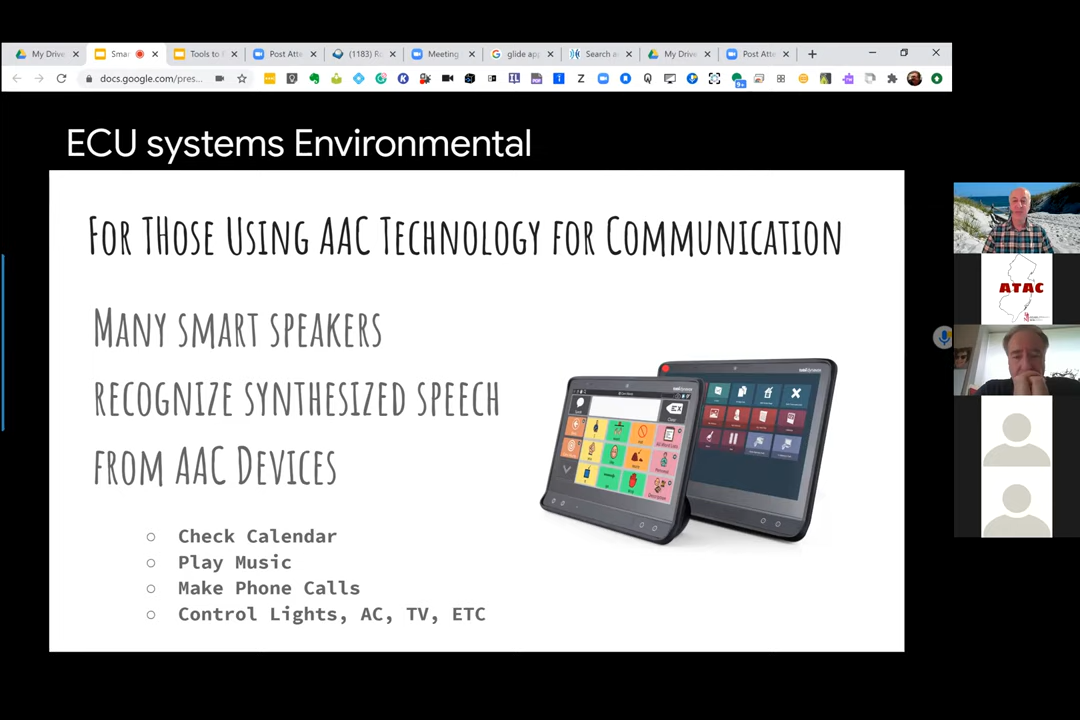 My Drive
Smar
Tools to
Post Atte
(1183) R
Meeting
glide app
Search a
My Drive
Post Atte
docs.google.com/pres...
ECU systems Environmental
For THose Using AAC Technology for Communication
Many smart speakers
recognize synthesized speech
from AAC Devices
○ Check Calendar
○ Play Music
○ Make Phone Calls
○ Control Lights, AC, TV, ETC
ATAC